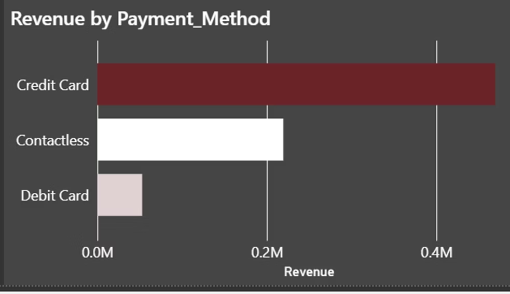 Revenue by Payment_Method
Credit Card
Contactless
Debit Card
0.0M 0.2M 0.4M
Revenue